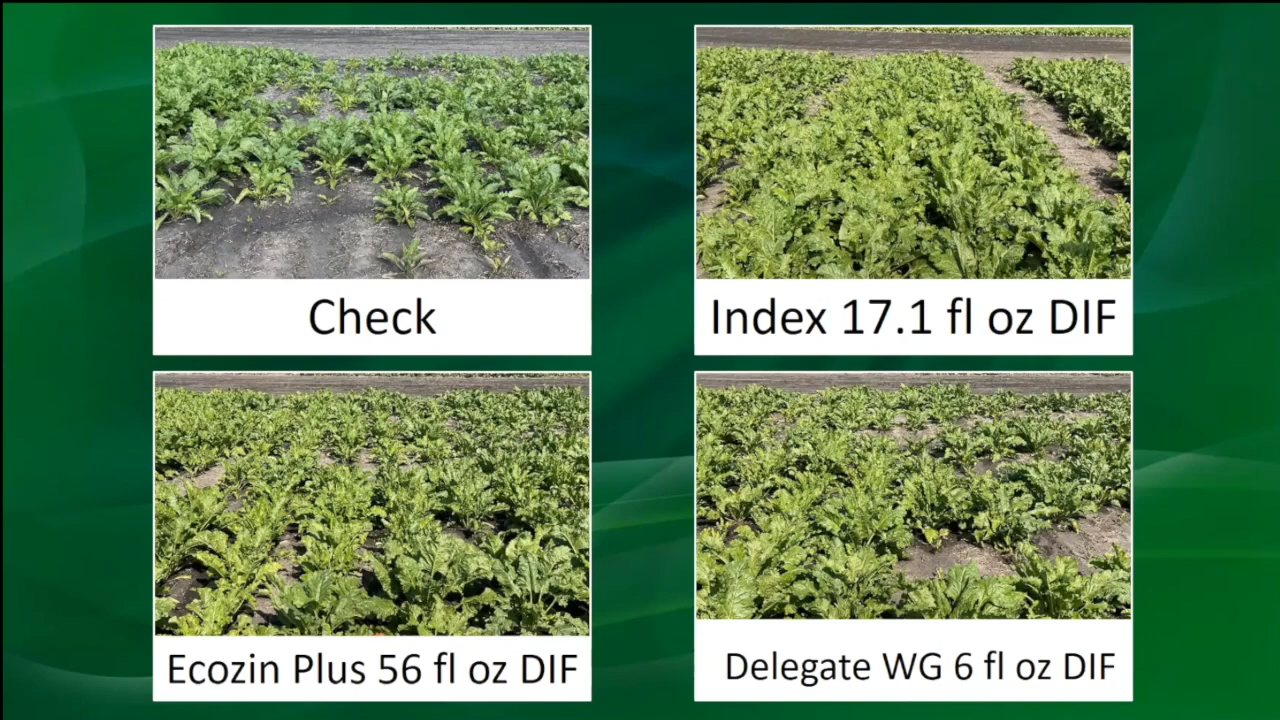 Check
Index 17.1 fl oz DIF
Ecozin Plus 56 fl oz DIF
Delegate WG 6 fl oz DIF